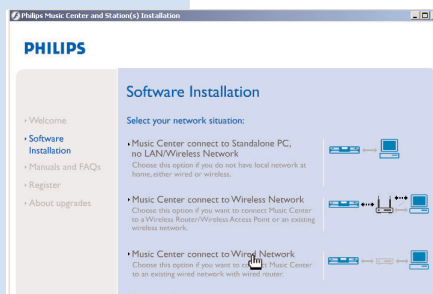 Philips Music Center and Station(s) Installation
PHILIPS
Software Installation
Welcome
Software
Installation
Manuals and FAQs
Register
About upgrades
Select your network situation:
Music Center connect to Standalone PC,
no LAN/Wireless Network
Choose this option if you do not have local network at
home, either wired or wireless.
Music Center connect to Wireless Network
Choose this option if you want to connect Music Center
to a Wireless Router/Wireless Access Point or an existing
wireless network.
Music Center connect to Wired Network
Choose this option if you want to connect Music Center
to an existing wired network with wired router.